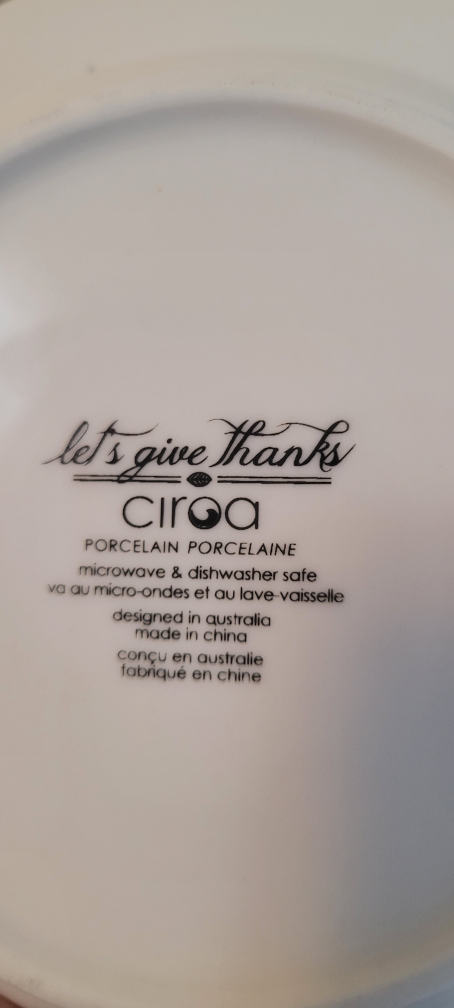 let's give thanks
ciroa
PORCELAIN PORCELAINE
microwave & dishwasher safe
va au micro-ondes et au lave-vaisselle
designed in australia
made in china
conçu en australie
fabriqué en chine